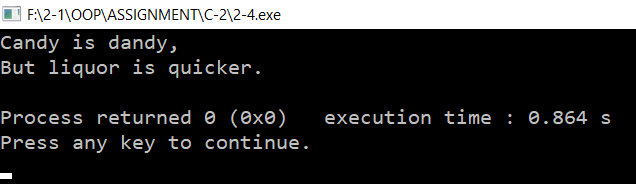 F:\2-1\OOP\ASSIGNMENT\C-2\2-4.exe
Candy is dandy,
But liquor is quicker.
Process returned 0 (0x0)   execution time : 0.864 s
Press any key to continue.